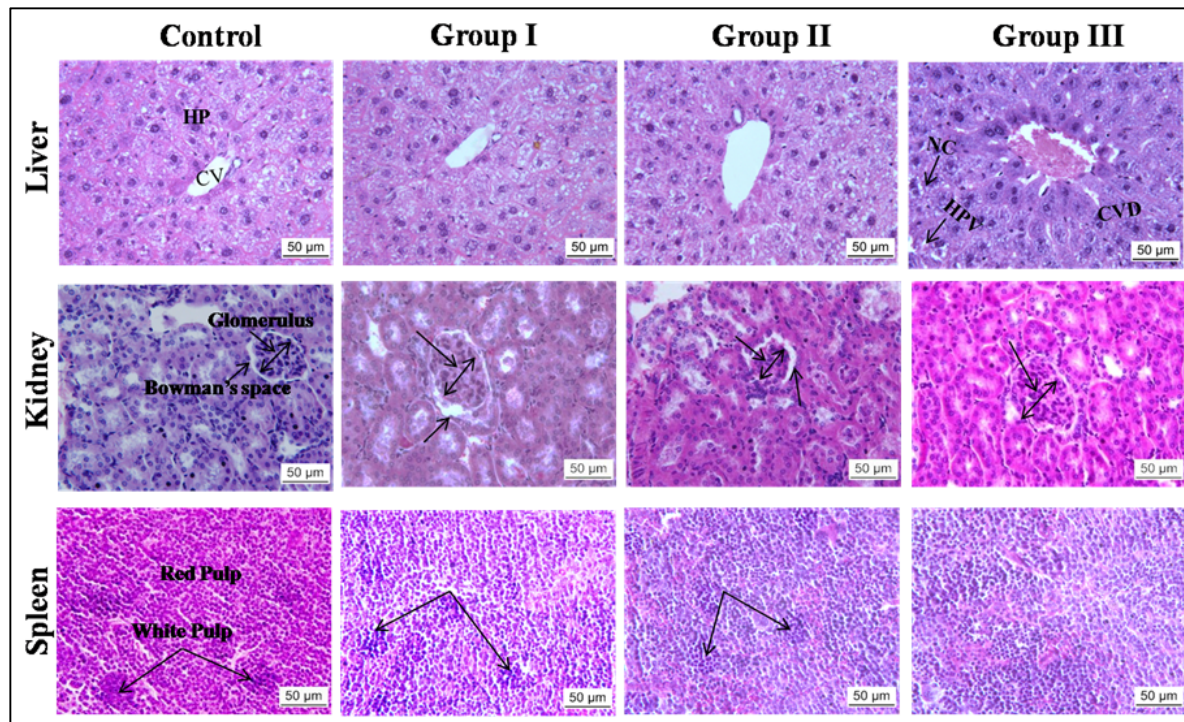 Control
Group I
Group II
Group III
Liver
HP
CV
50 µm
50 µm
50 µm
NC
HPV
CVD
50 µm
Kidney
Glomerulus
Bowman's space
50 µm
50 µm
50 µm
50 µm
Spleen
Red Pulp
White Pulp
50 µm
50 µm
50 µm
50 µm